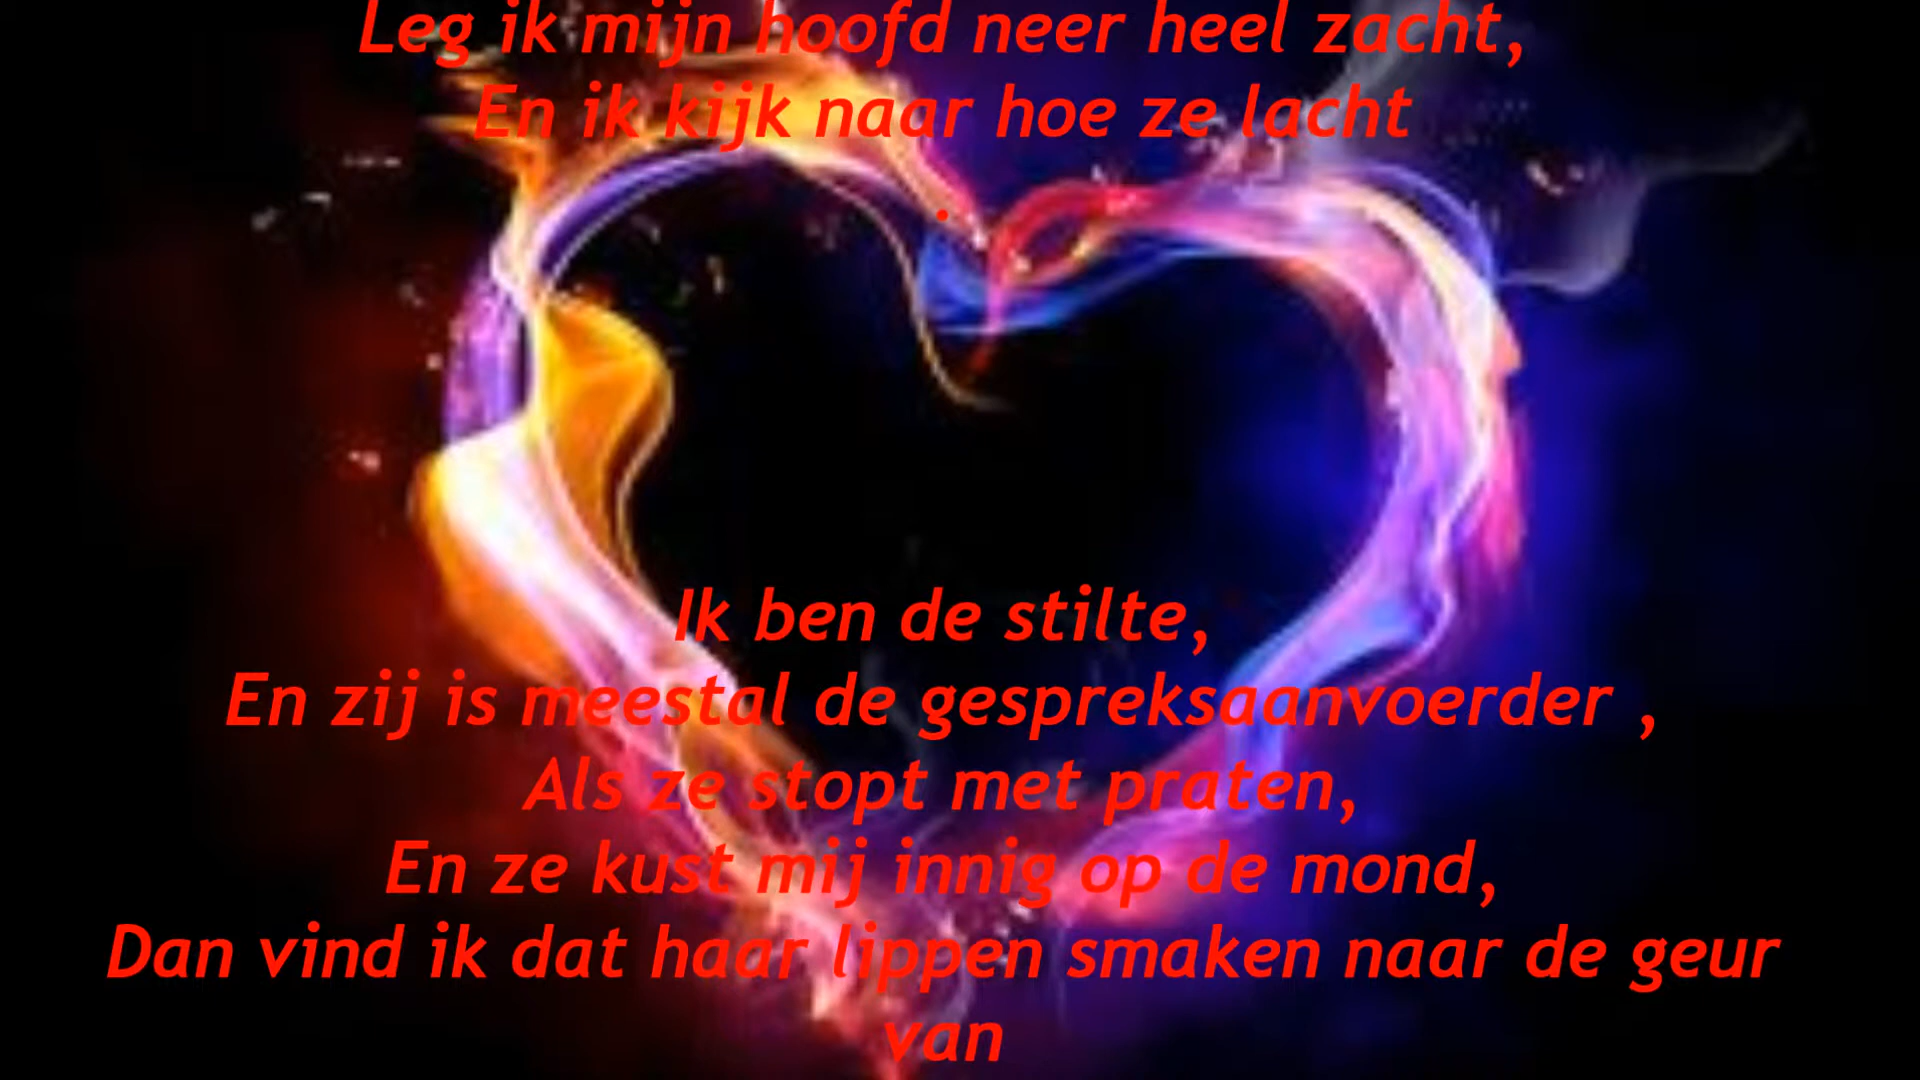 Leg ik mijn hoofd neer heel zacht,
En ik kijk naar hoe ze lacht
.
Ik ben de stilte,
En zij is meestal de gespreksaanvoerder ,
Als ze stopt met praten,
En ze kust mij innig op de mond,
Dan vind ik dat haar lippen smaken naar de geur
van